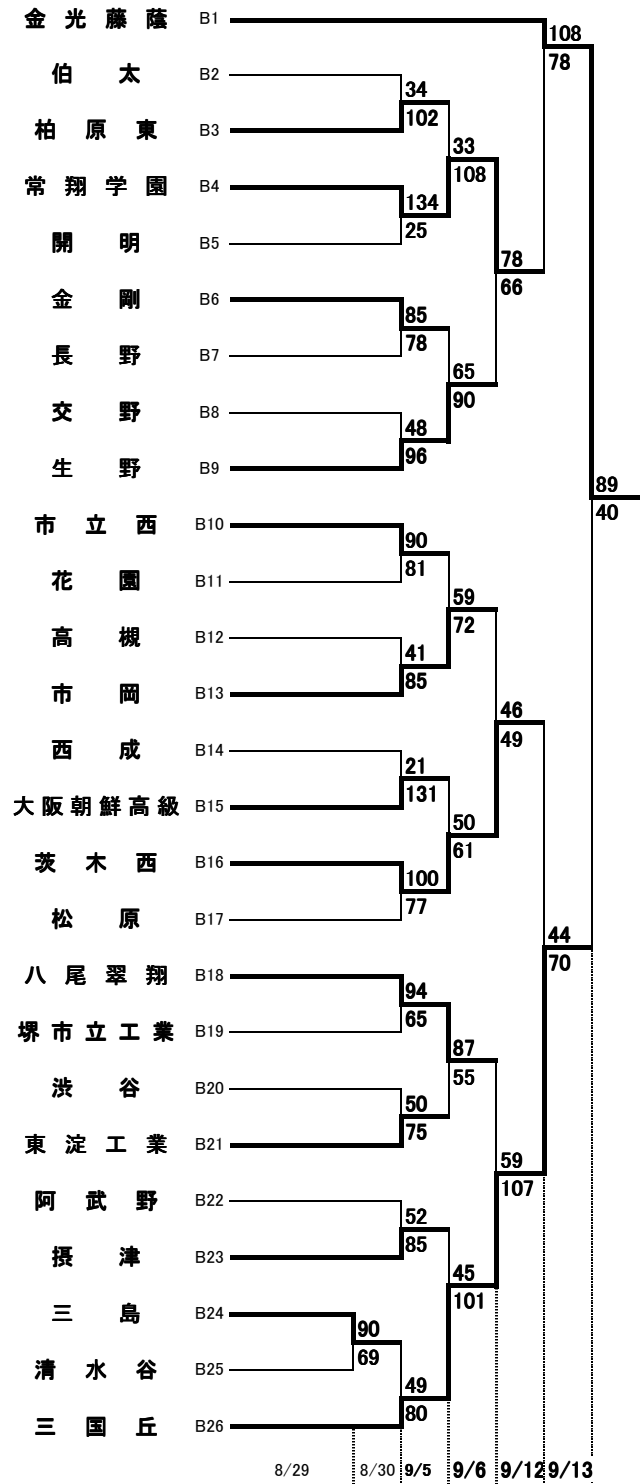 金光藤蔭 B1
108
78
伯太 B2
34
102
柏原東 B3
33
108
常翔学園 B4
134
25
開明 B5
78
66
金剛 B6
85
78
長野 B7
65
90
交野 B8
48
96
生野 B9
89
40
市立西 B10
90
81
花園 B11
59
72
高槻 B12
41
85
市岡 B13
46
49
西成 B14
21
131
大阪朝鮮高級 B15
50
61
茨木西 B16
100
77
松原 B17
44
70
八尾翠翔 B18
94
65
堺市立工業 B19
87
55
渋谷 B20
50
75
東淀工業 B21
59
107
阿武野 B22
52
85
摂津 B23
45
101
三島 B24
90
69
清水谷 B25
49
80
三国丘 B26
8/29 8/30 9/5 9/6 9/12 9/13